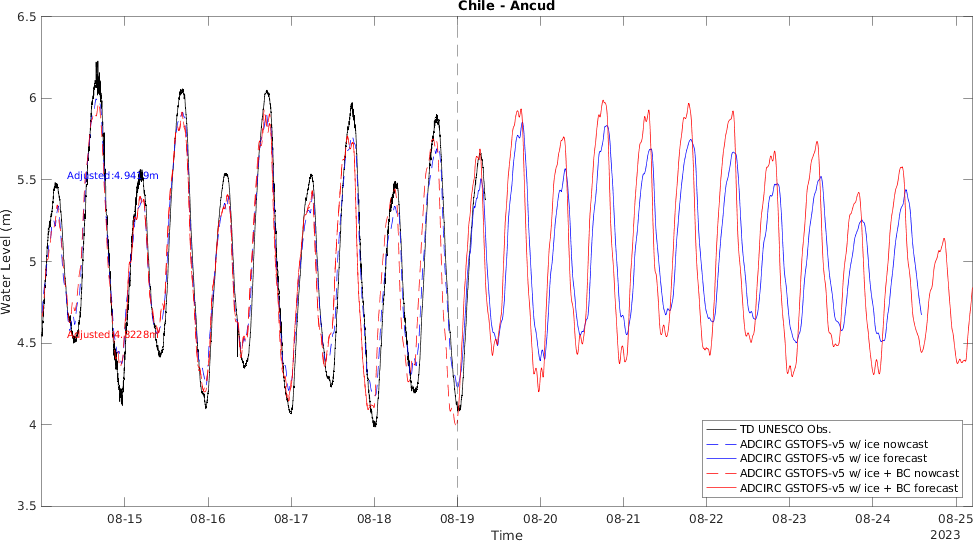 Chile - Ancud
6.5
6
5.5
5
4.5
4
3.5
Water Level (m)
Adjusted:4.9419m
TD UNESCO Obs.
ADCIRC GSTOFS-v5 w/ ice nowcast
ADCIRC GSTOFS-v5 w/ ice forecast
ADCIRC GSTOFS-v5 w/ ice + BC nowcast
ADCIRC GSTOFS-v5 w/ ice + BC forecast
08-15 08-16 08-17 08-18 08-19 08-20 08-21 08-22 08-23 08-24 08-25
2023
Time